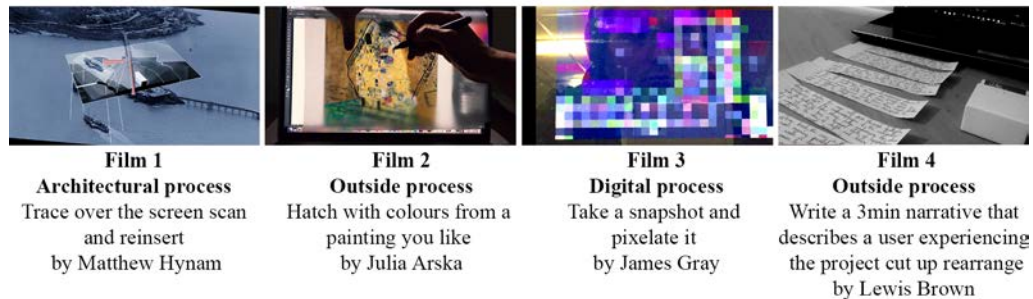 Film 1
Architectural process
Trace over the screen scan
and reinsert
by Matthew Hynam
Film 2
Outside process
Hatch with colours from a
painting you like
by Julia Arska
Film 3
Digital process
Take a snapshot and
pixelate it
by James Gray
Film 4
Outside process
Write a 3min narrative that
describes a user experiencing
the project cut up rearrange
by Lewis Brown